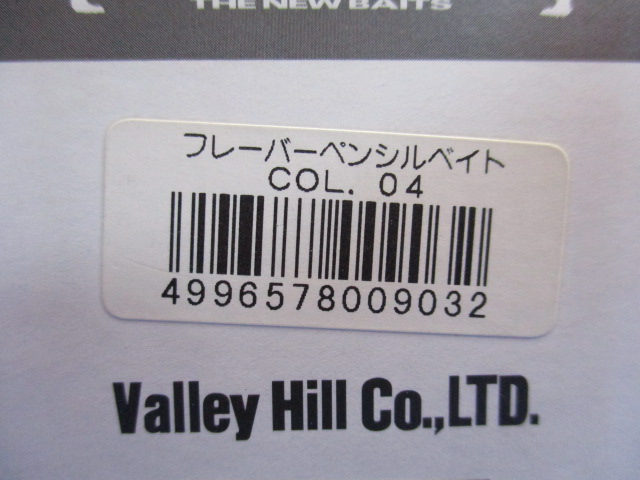 THE NEW BAITS
フレーバーペンシルベイト
COL. 04
4996578009032
Valley Hill Co.,LTD.